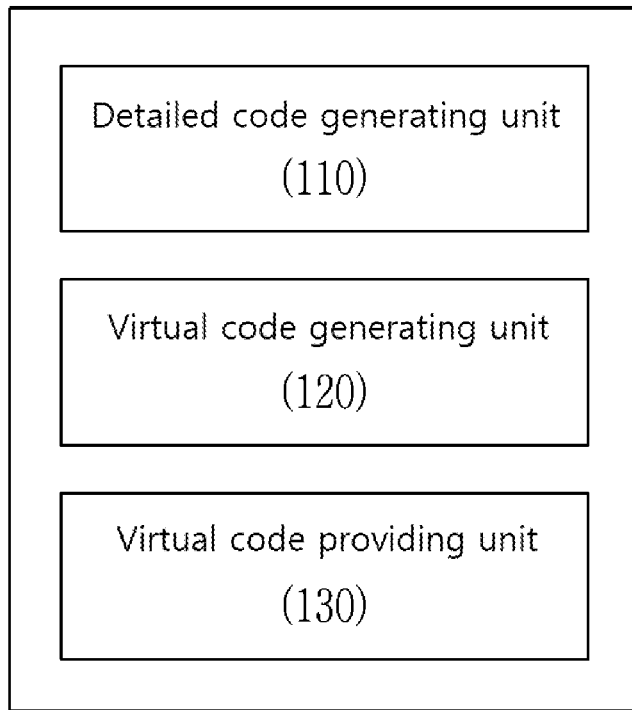 Detailed code generating unit
(110)
Virtual code generating unit
(120)
Virtual code providing unit
(130)